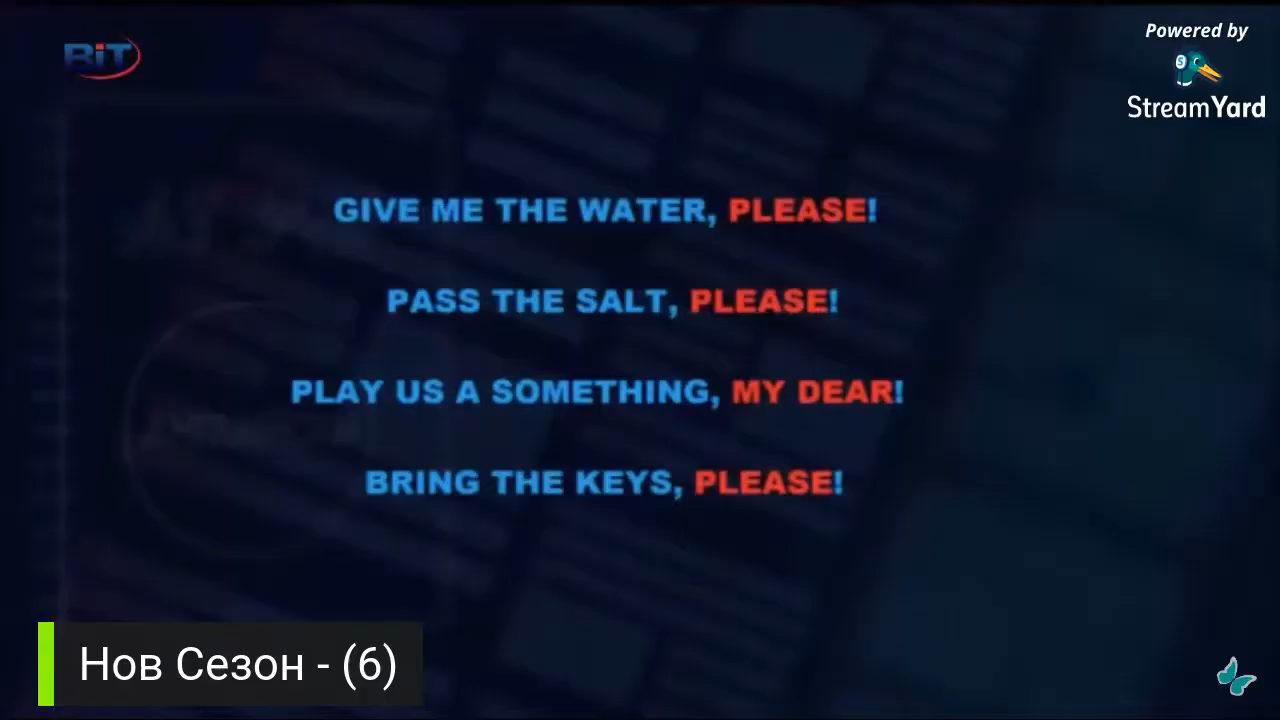 BiT
Powered by
StreamYard
GIVE ME THE WATER, PLEASE!
PASS THE SALT, PLEASE!
PLAY US A SOMETHING, MY DEAR!
BRING THE KEYS, PLEASE!
Нов Сезон - (6)